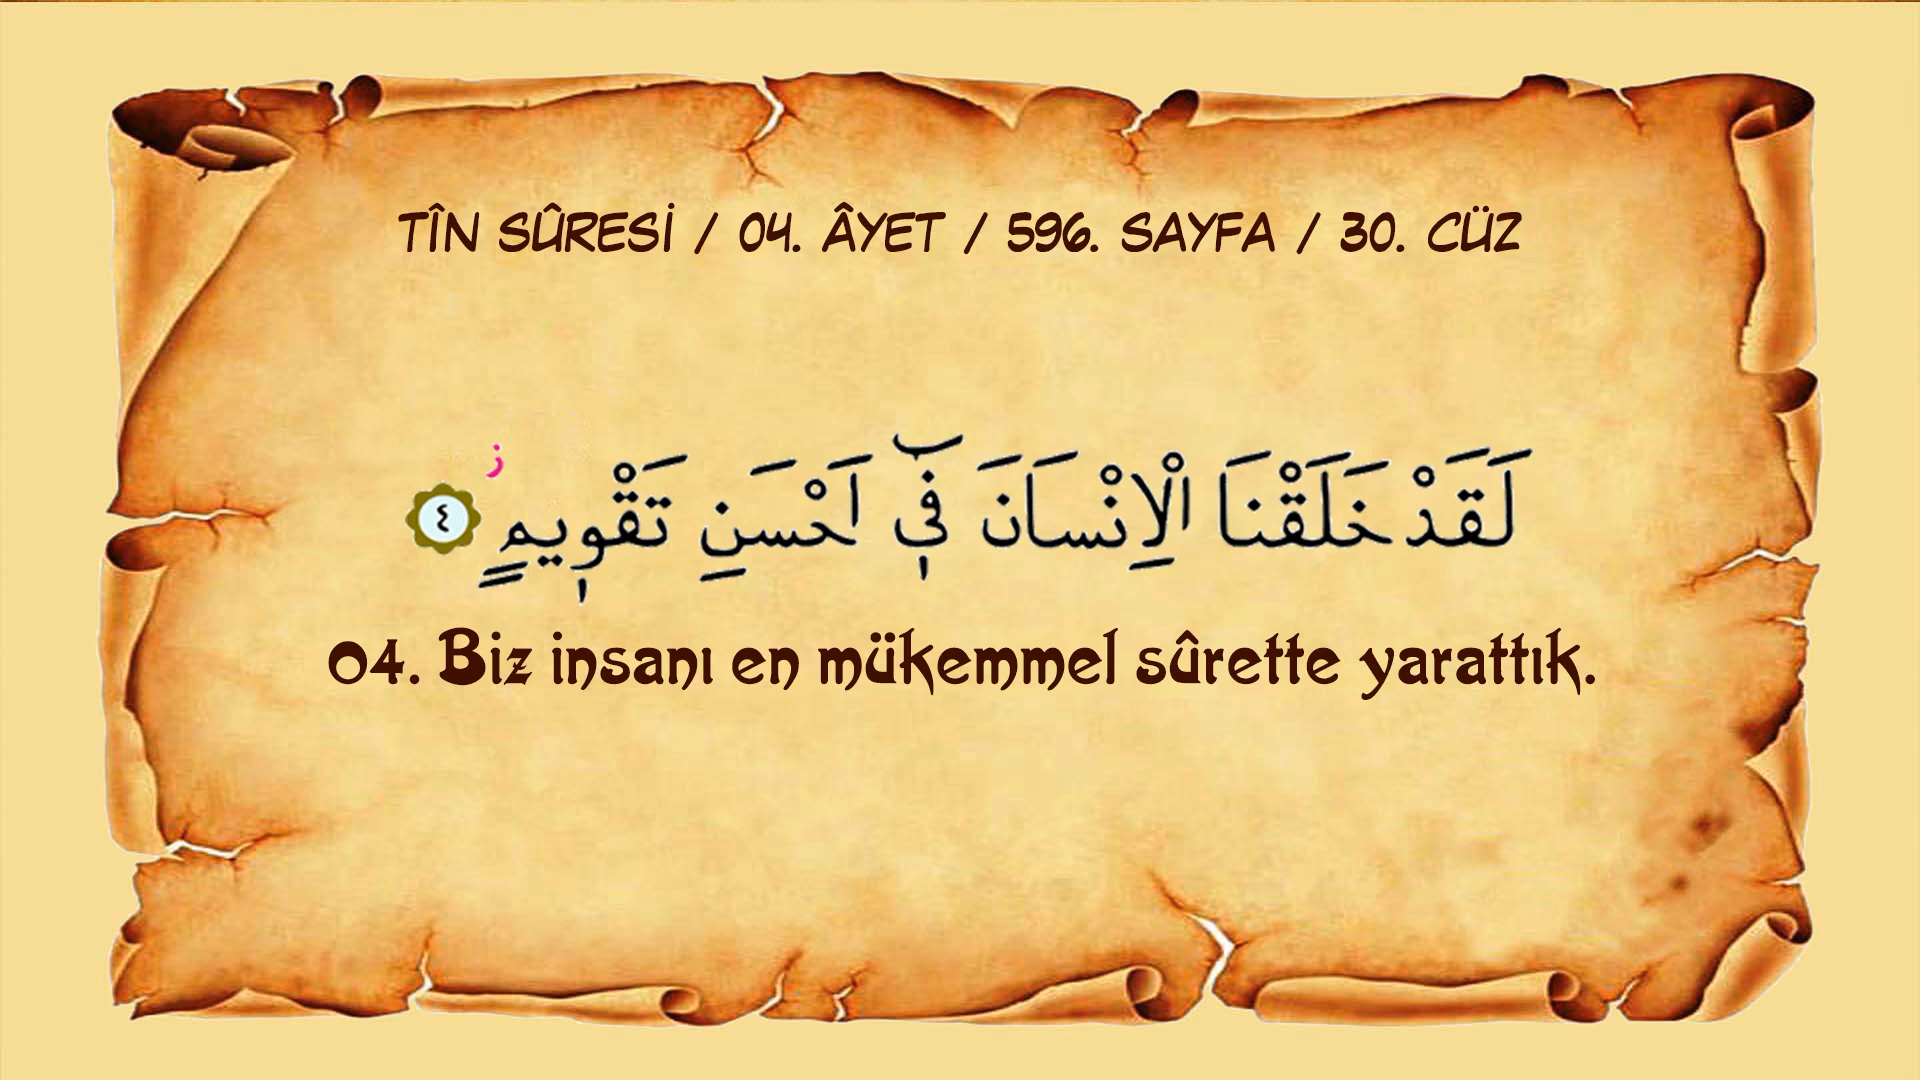 TÎN SÛRESİ / 04. ÂYET / 596. SAYFA / 30. CÜZ
لَقَدْ خَلَقْنَا الْاِنْسَانَ ف۪ٓي اَحْسَنِ تَقْو۪يمٍۘ ز ٤
04. Biz insanı en mükemmel sûrette yarattık.